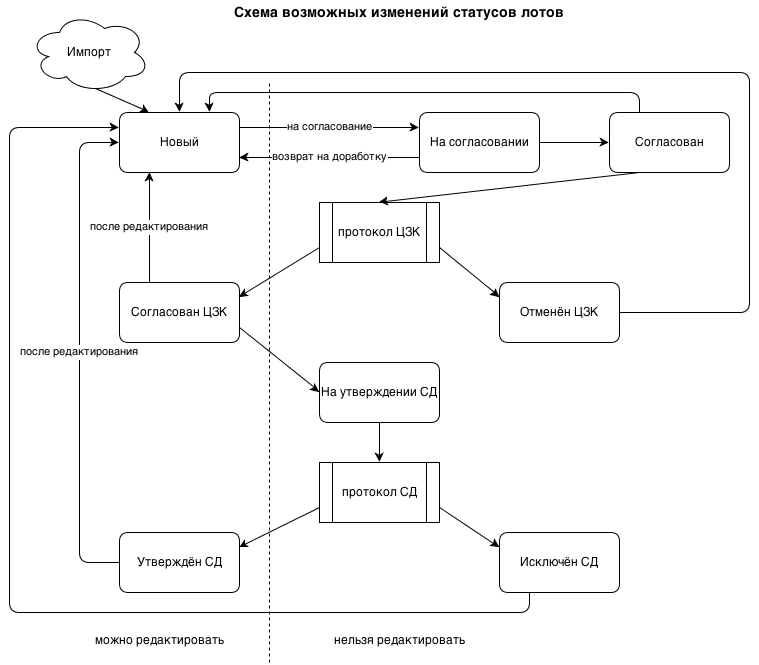 Схема возможных изменений статусов лотов
Импорт
на согласование
Новый
На согласовании
Согласован
возврат на доработку
после редактирования
протокол ЦЗК
Согласован ЦЗК
Отменён ЦЗК
после редактирования
На утверждении СД
протокол СД
Утверждён СД
Исключён СД
можно редактировать
нельзя редактировать